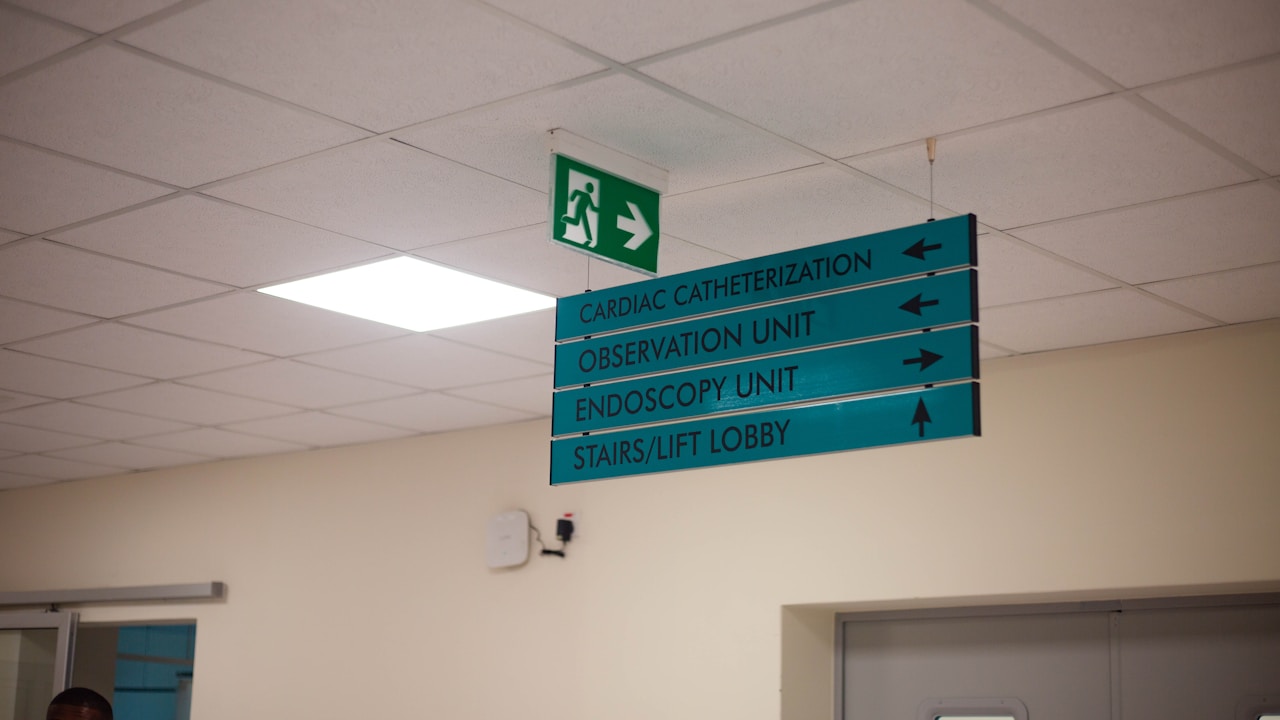 CARDIAC CATHETERIZATION
OBSERVATION UNIT
ENDOSCOPY UNIT
STAIRS/LIFT LOBBY